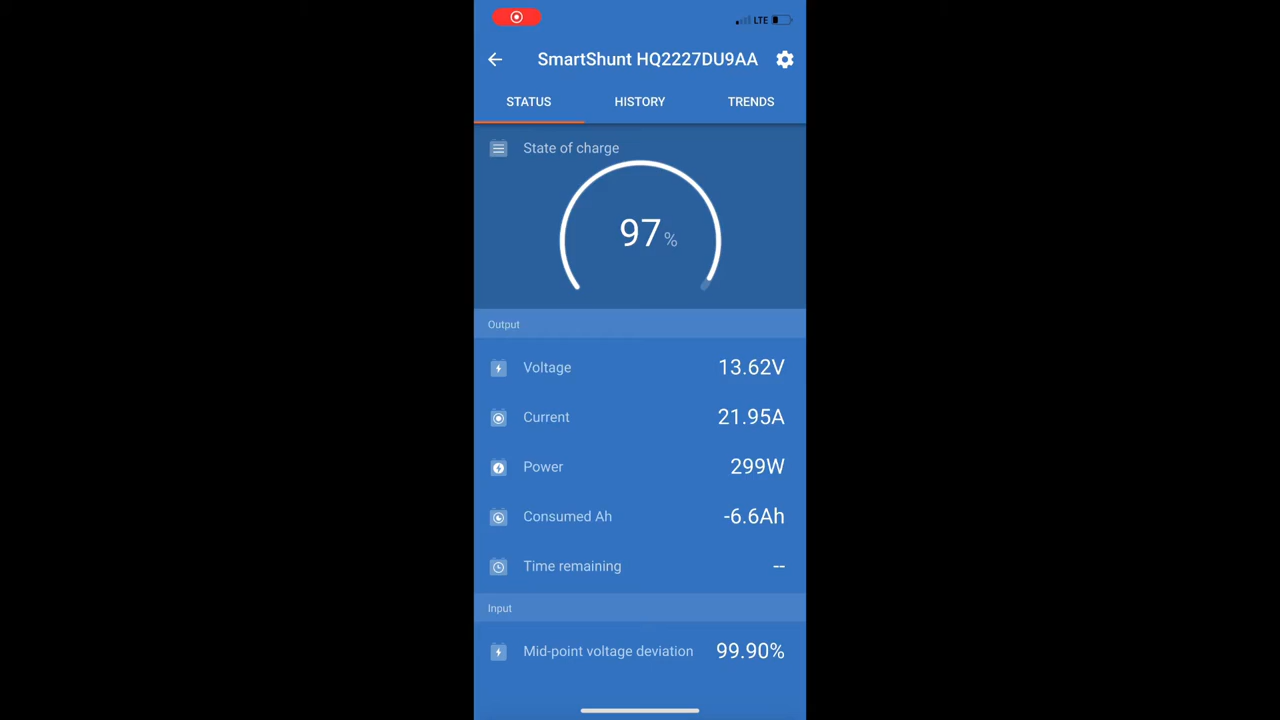 LTE
SmartShunt HQ2227DU9AA
STATUS HISTORY TRENDS
State of charge
97 %
Output
Voltage 13.62V
Current 21.95A
Power 299W
Consumed Ah -6.6Ah
Time remaining --
Input
Mid-point voltage deviation 99.90%